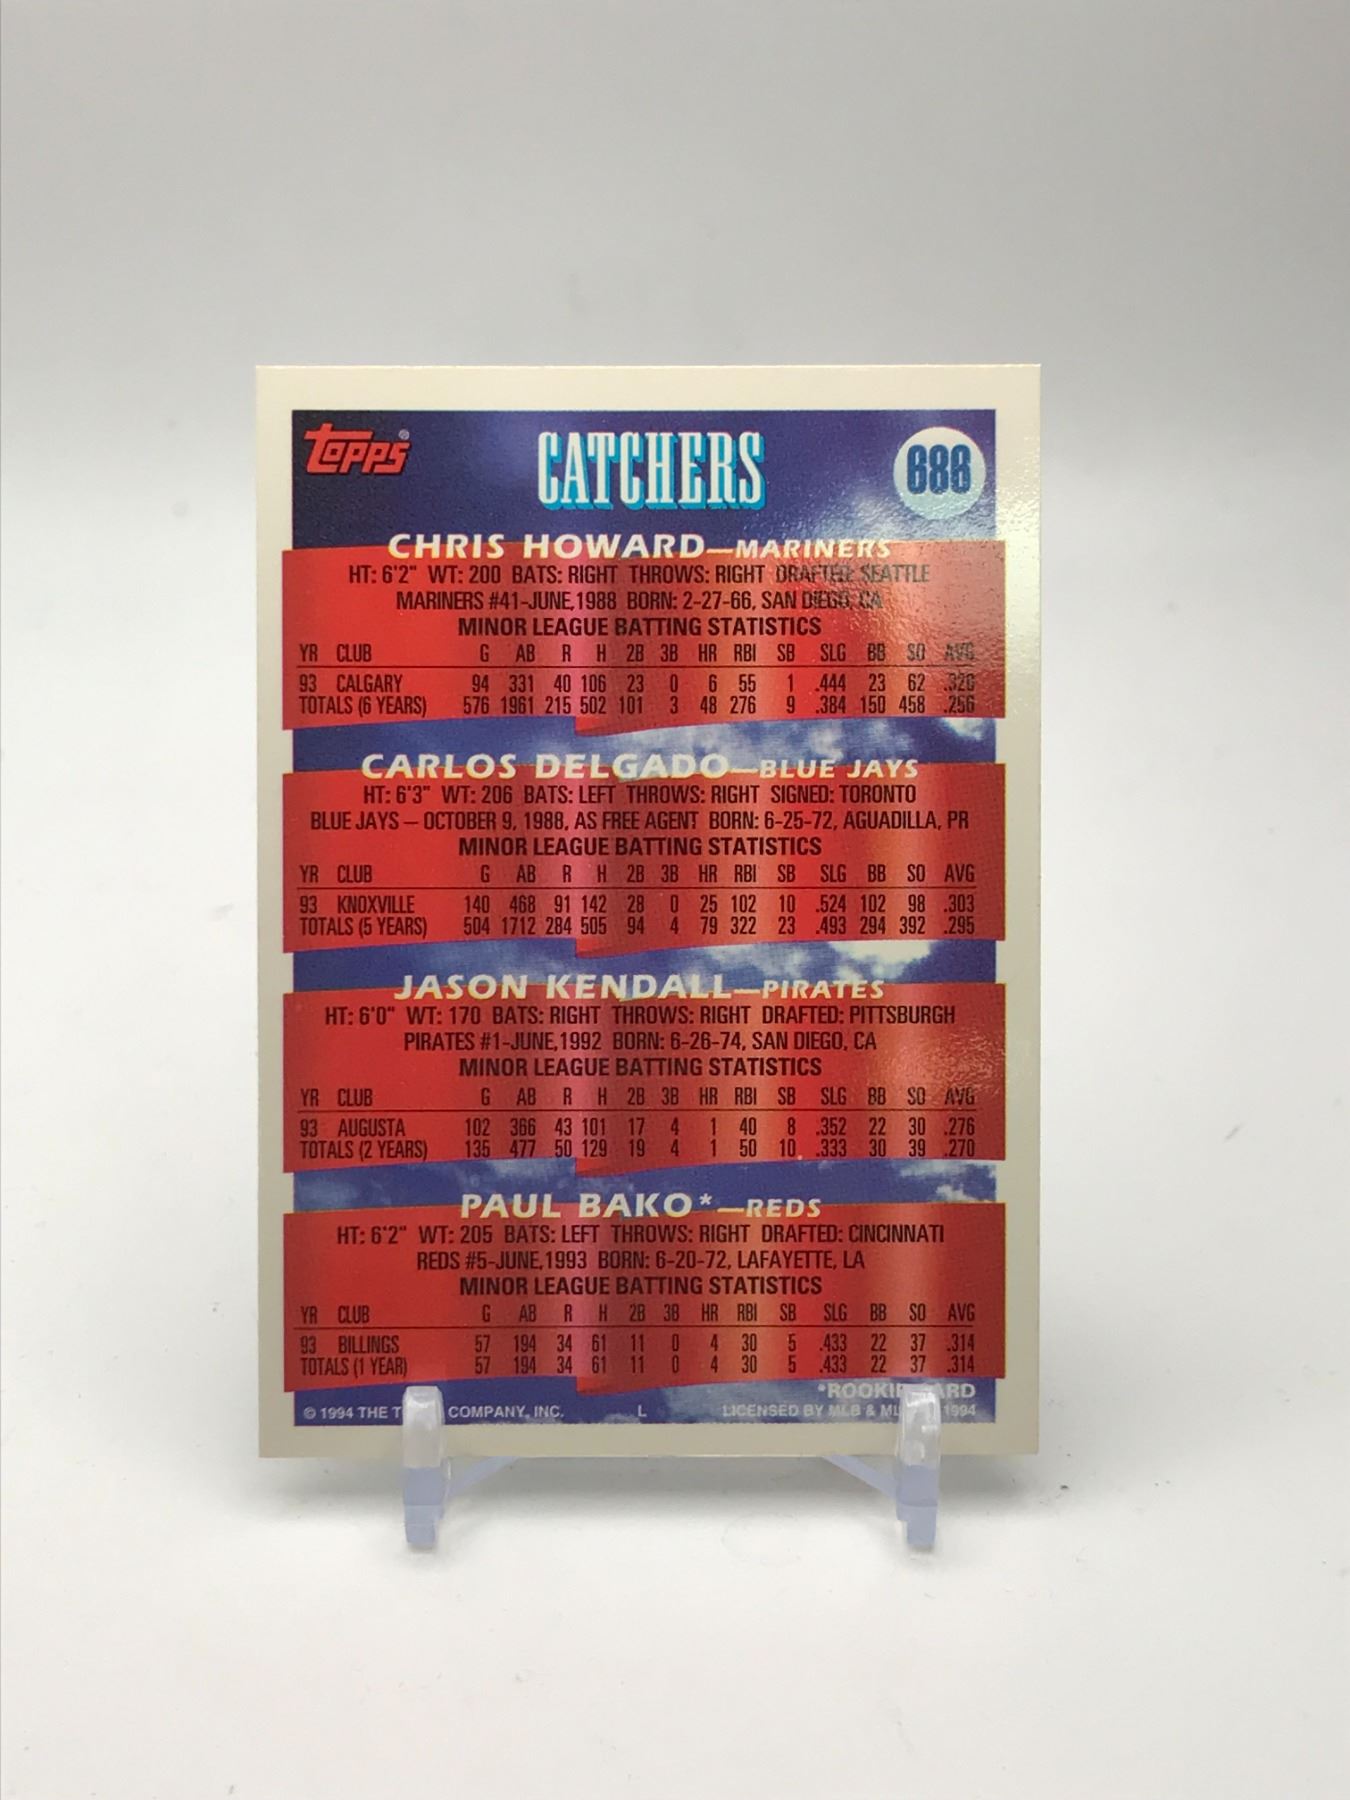 Topps®
CATCHERS
686
CHRIS HOWARD—MARINERS
HT: 6'2" WT: 200 BATS: RIGHT THROWS: RIGHT DRAFTED: SEATTLE
MARINERS #41-JUNE,1988 BORN: 2-27-66, SAN DIEGO, CA
MINOR LEAGUE BATTING STATISTICS
YR CLUB G AB R H 2B 3B HR RBI SB SLG BB SO AVG
93 CALGARY 94 331 40 106 23 0 6 55 1 .444 23 62 .320
TOTALS (6 YEARS) 576 1961 215 502 101 3 48 276 9 .384 150 458 .256
CARLOS DELGADO—BLUE JAYS
HT: 6'3" WT: 206 BATS: LEFT THROWS: RIGHT SIGNED: TORONTO
BLUE JAYS — OCTOBER 9, 1988, AS FREE AGENT BORN: 6-25-72, AGUADILLA, PR
MINOR LEAGUE BATTING STATISTICS
YR CLUB G AB R H 2B 3B HR RBI SB SLG BB SO AVG
93 KNOXVILLE 140 468 91 142 28 0 25 102 10 .524 102 98 .303
TOTALS (5 YEARS) 504 1712 284 505 94 4 79 322 23 .493 294 392 .295
JASON KENDALL—PIRATES
HT: 6'0" WT: 170 BATS: RIGHT THROWS: RIGHT DRAFTED: PITTSBURGH
PIRATES #1-JUNE,1992 BORN: 6-26-74, SAN DIEGO, CA
MINOR LEAGUE BATTING STATISTICS
YR CLUB G AB R H 2B 3B HR RBI SB SLG BB SO AVG
93 AUGUSTA 102 366 43 101 17 4 1 40 8 .352 22 30 .276
TOTALS (2 YEARS) 135 477 50 129 19 4 1 50 10 .333 30 39 .270
PAUL BAKO*—REDS
HT: 6'2" WT: 205 BATS: LEFT THROWS: RIGHT DRAFTED: CINCINNATI
REDS #5-JUNE,1993 BORN: 6-20-72, LAFAYETTE, LA
MINOR LEAGUE BATTING STATISTICS
YR CLUB G AB R H 2B 3B HR RBI SB SLG BB SO AVG
93 BILLINGS 57 194 34 61 11 0 4 30 5 .433 22 37 .314
TOTALS (1 YEAR) 57 194 34 61 11 0 4 30 5 .433 22 37 .314
*ROOKIE CARD
© 1994 THE COMPANY, INC. L LICENSED BY MLB & 1994